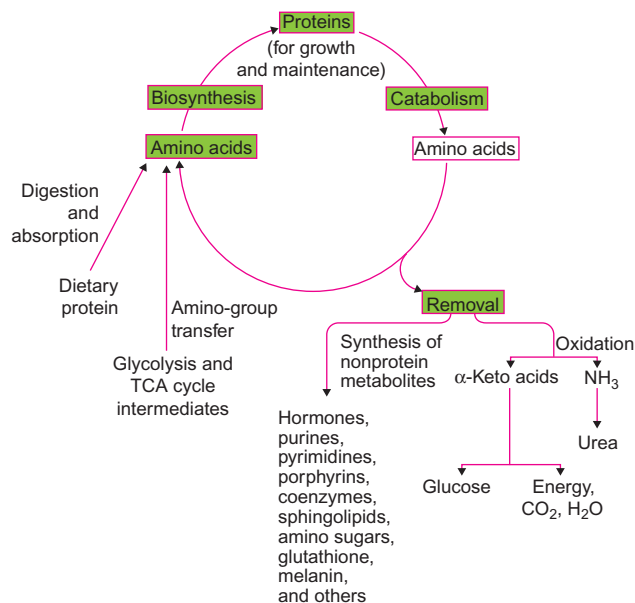 Proteins
(for growth
and maintenance)
Biosynthesis
Catabolism
Amino acids
Amino acids
Digestion
and
absorption
Dietary
protein
Amino-group
transfer
Glycolysis and
TCA cycle
intermediates
Removal
Synthesis of
nonprotein
metabolites
Oxidation
α-Keto acids
NH₃
Urea
Hormones,
purines,
pyrimidines,
porphyrins,
coenzymes,
sphingolipids,
amino sugars,
glutathione,
melanin,
and others
Glucose
Energy,
CO₂, H₂O